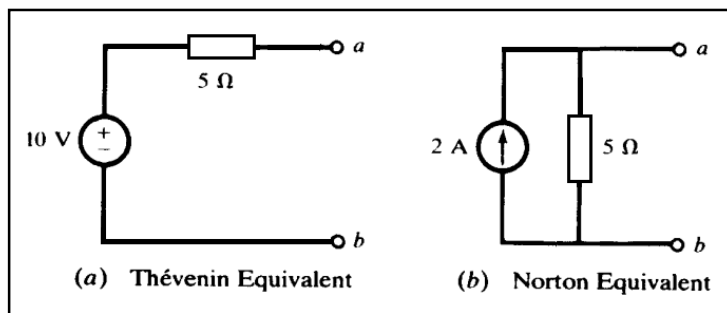 a
5 Ω
10 V
+
−
b
(a) Thévenin Equivalent
a
2 A
5 Ω
b
(b) Norton Equivalent